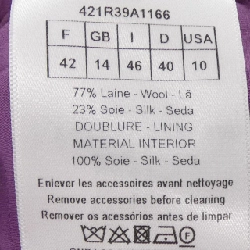 421R39A1166
F GB I D USA
42 14 46 40 10
77% Laine - Wool - Lã
23% Soie - Silk - Seda
DOUBLURE - LINING
MATERIAL INTERIOR
100% Soie - Silk - Seda
Enlever les accessoires avant nettoyage
Remove accessories before cleaning
Remover os acessórios antes de limpar